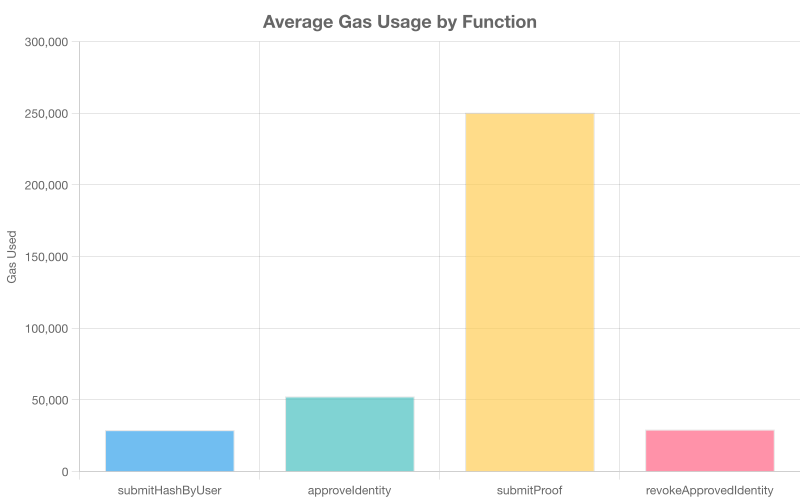 Average Gas Usage by Function
300,000
250,000
200,000
150,000
100,000
50,000
0
Gas Used
submitHashByUser
approveIdentity
submitProof
revokeApprovedIdentity